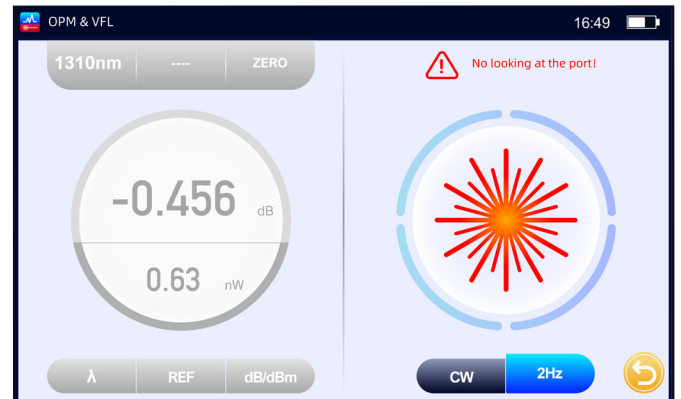 OPM & VFL 16:49
1310nm ---- ZERO
No looking at the port!
-0.456 dB
0.63 nW
λ REF dB/dBm
CW 2Hz